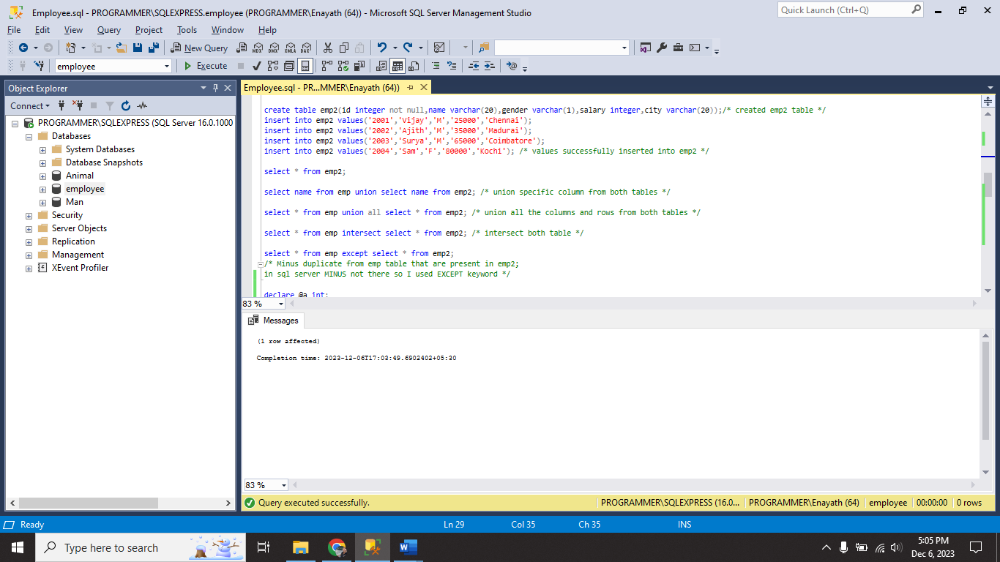 Employee.sql - PROGRAMMER\SQLEXPRESS.employee (PROGRAMMER\Enayath (64)) - Microsoft SQL Server Management Studio
Quick Launch (Ctrl+Q)
File Edit View Query Project Tools Window Help
New Query
MDX DMX XMLA DAX
employee
Execute
Object Explorer
Connect
PROGRAMMER\SQLEXPRESS (SQL Server 16.0.1000
Databases
System Databases
Database Snapshots
Animal
employee
Man
Security
Server Objects
Replication
Management
XEvent Profiler
Employee.sql - PR...MMER\Enayath (64))
create table emp2(id integer not null,name varchar(20),gender varchar(1),salary integer,city varchar(20));/* created emp2 table */
insert into emp2 values('2001','Vijay','M','25000','Chennai');
insert into emp2 values('2002','Ajith','M','35000','Madurai');
insert into emp2 values('2003','Surya','M','65000','Coimbatore');
insert into emp2 values('2004','Sam','F','80000','Kochi'); /* values successfully inserted into emp2 */
select * from emp2;
select name from emp union select name from emp2; /* union specific column from both tables */
select * from emp union all select * from emp2; /* union all the columns and rows from both tables */
select * from emp intersect select * from emp2; /* intersect both table */
select * from emp except select * from emp2;
/* Minus duplicate from emp table that are present in emp2;
in sql server MINUS not there so I used EXCEPT keyword */
declare @a int;
83 %
Messages
(1 row affected)
Completion time: 2023-12-06T17:03:49.6902402+05:30
83 %
Query executed successfully.
PROGRAMMER\SQLEXPRESS (16.0... PROGRAMMER\Enayath (64) employee 00:00:00 0 rows
Ready
Ln 29 Col 35 Ch 35 INS
Type here to search
5:05 PM
Dec 6, 2023